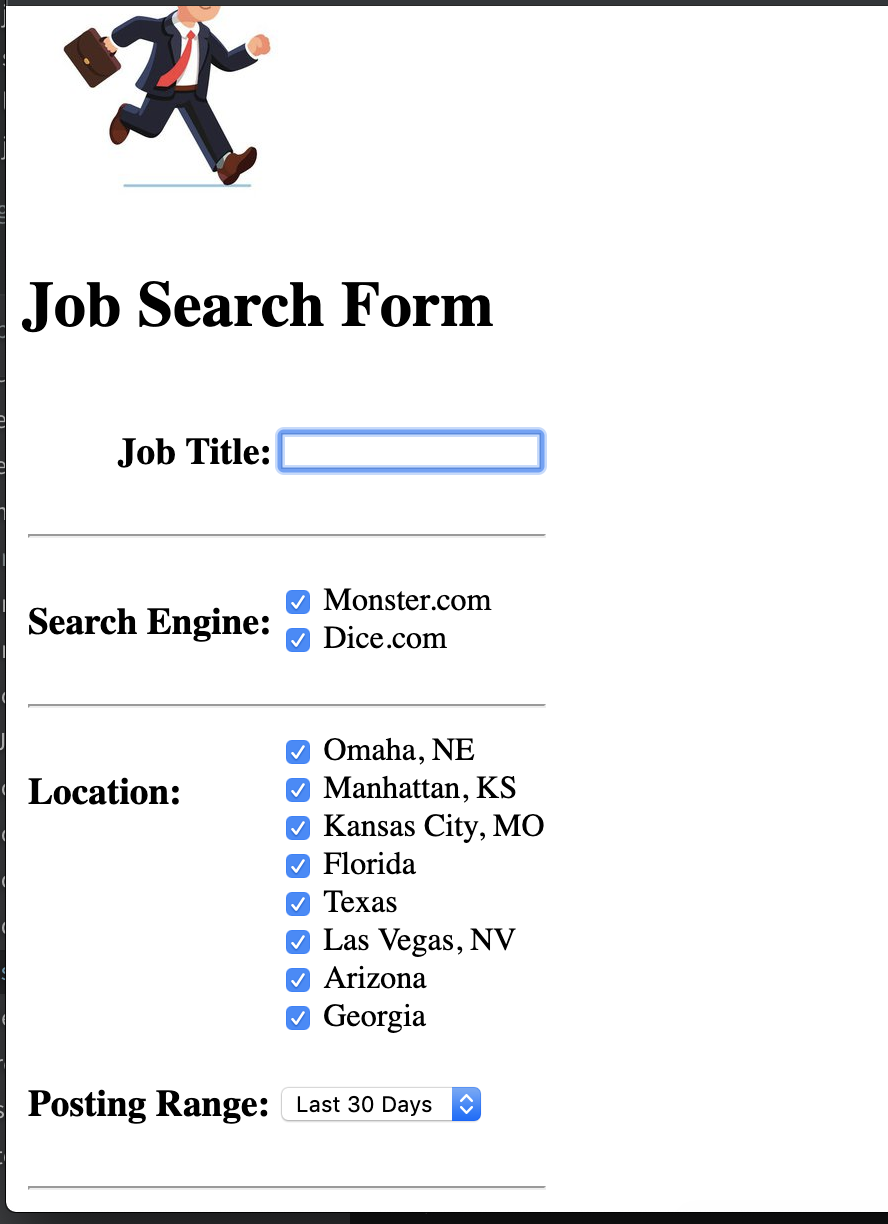 Job Search Form
Job Title:
Search Engine:
Monster.com
Dice.com
Location:
Omaha, NE
Manhattan, KS
Kansas City, MO
Florida
Texas
Las Vegas, NV
Arizona
Georgia
Posting Range: Last 30 Days